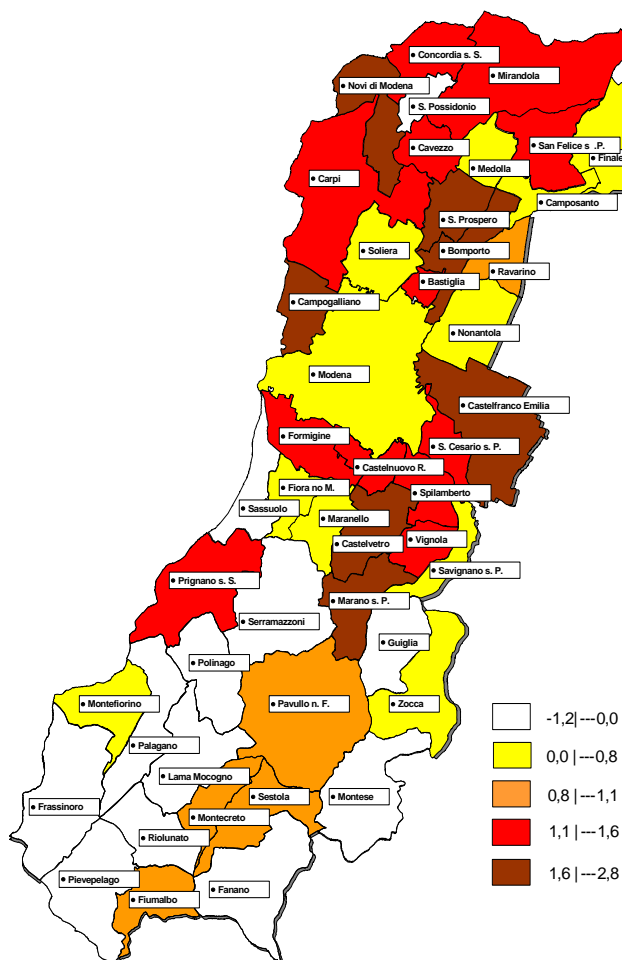 Concordia s. S.
Mirandola
Novi di Modena
S. Possidonio
Cavezzo
San Felice s .P.
Finale
Medolla
Carpi
Camposanto
S. Prospero
Soliera
Bomporto
Ravarino
Bastiglia
Campogalliano
Nonantola
Modena
Castelfranco Emilia
Formigine
S. Cesario s. P.
Castelnuovo R.
Fiora no M.
Spilamberto
Sassuolo
Maranello
Castelvetro
Vignola
Savignano s. P.
Prignano s. S.
Marano s. P.
Serramazzoni
Guiglia
Polinago
Montefiorino
Pavullo n. F.
Zocca
Palagano
Lama Mocogno
Sestola
Montese
Frassinoro
Montecreto
Riolunato
Pievepelago
Fanano
Fiumalbo
-1,2|---0,0
0,0 |---0,8
0,8 |---1,1
1,1 |---1,6
1,6 |---2,8